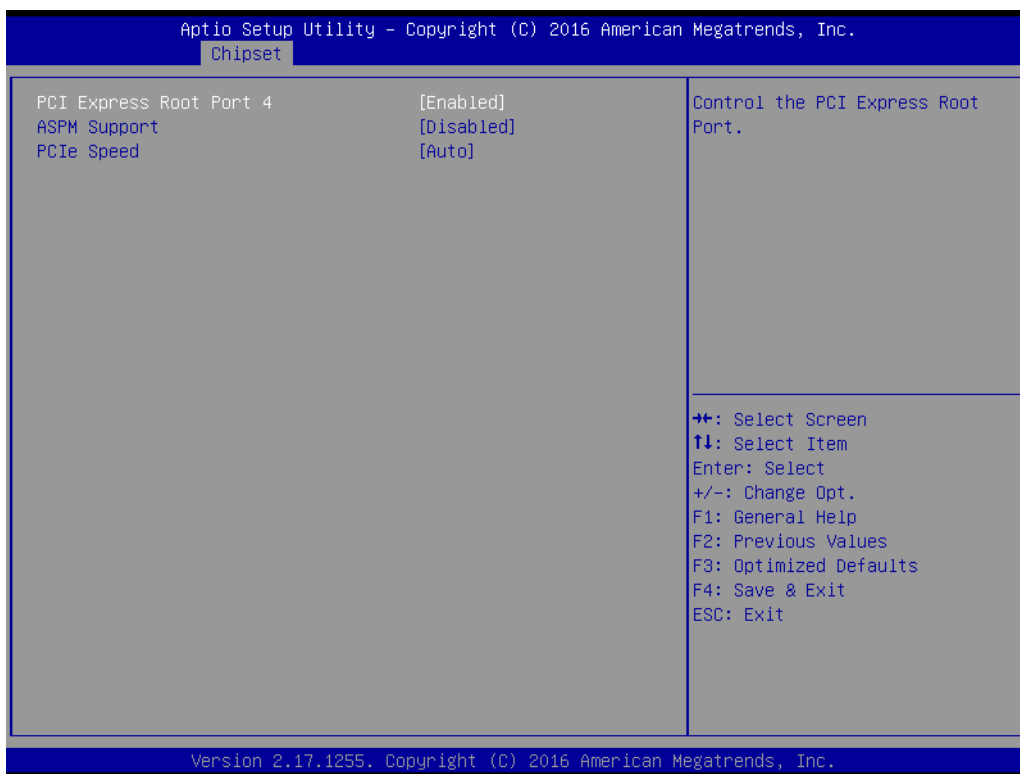 Aptio Setup Utility – Copyright (C) 2016 American Megatrends, Inc.
Chipset
PCI Express Root Port 4 [Enabled]
ASPM Support [Disabled]
PCIe Speed [Auto]
Control the PCI Express Root
Port.
→←: Select Screen
↑↓: Select Item
Enter: Select
+/-: Change Opt.
F1: General Help
F2: Previous Values
F3: Optimized Defaults
F4: Save & Exit
ESC: Exit
Version 2.17.1255. Copyright (C) 2016 American Megatrends, Inc.